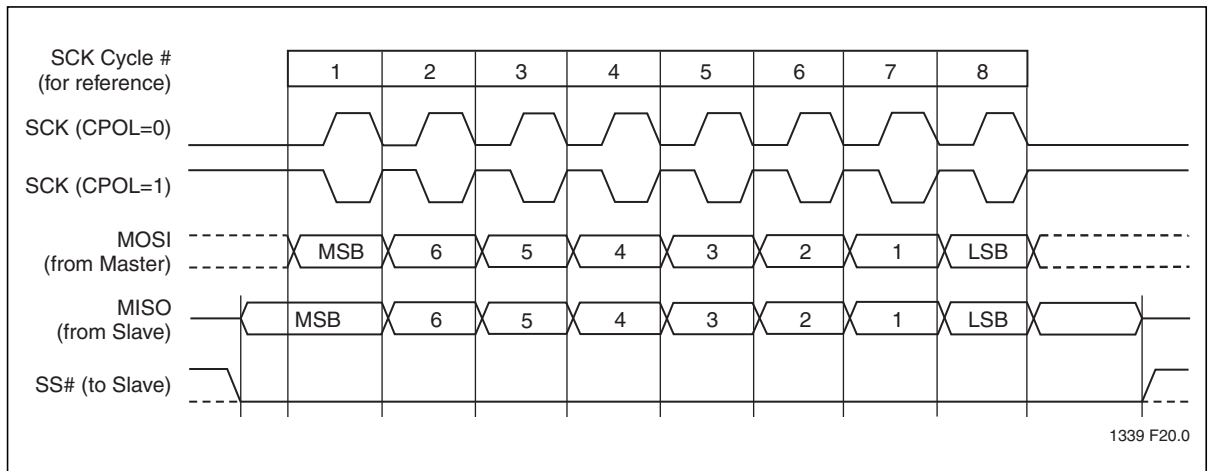 SCK Cycle #
(for reference)
1 2 3 4 5 6 7 8
SCK (CPOL=0)
SCK (CPOL=1)
MOSI
(from Master)
MSB 6 5 4 3 2 1 LSB
MISO
(from Slave)
MSB 6 5 4 3 2 1 LSB
SS# (to Slave)
1339 F20.0